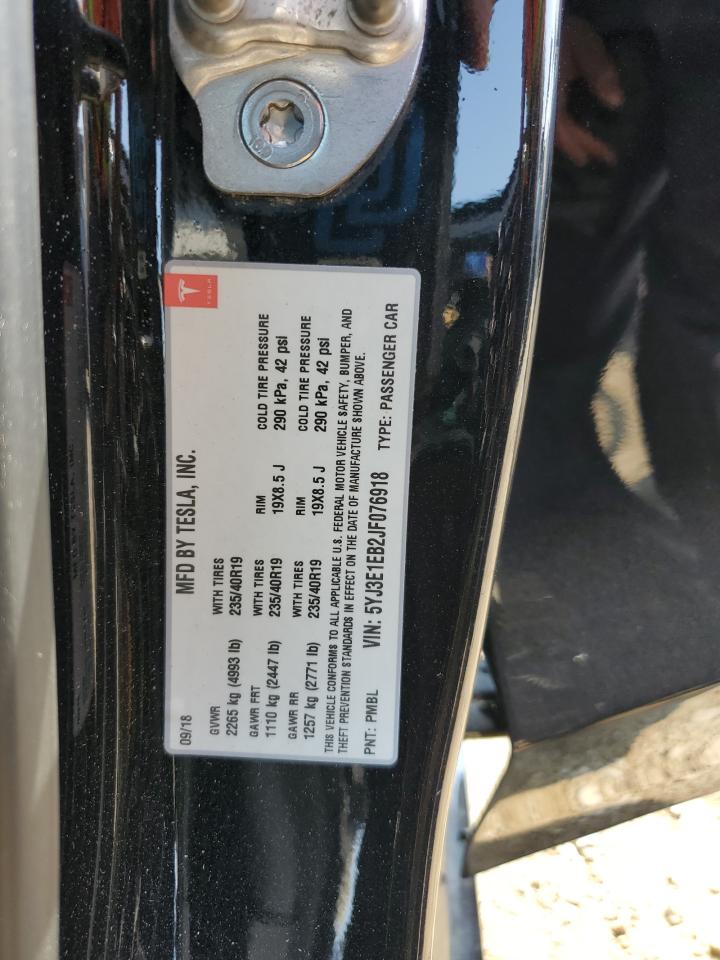 TESLA
09/18 MFD BY TESLA, INC.
GVWR WITH TIRES
2265 kg (4993 lb) 235/40R19
GAWR FRT WITH TIRES RIM COLD TIRE PRESSURE
1110 kg (2447 lb) 235/40R19 19X8.5 J 290 kPa, 42 psi
GAWR RR WITH TIRES RIM COLD TIRE PRESSURE
1257 kg (2771 lb) 235/40R19 19X8.5 J 290 kPa, 42 psi
THIS VEHICLE CONFORMS TO ALL APPLICABLE U.S. FEDERAL MOTOR VEHICLE SAFETY, BUMPER, AND
THEFT PREVENTION STANDARDS IN EFFECT ON THE DATE OF MANUFACTURE SHOWN ABOVE.
PNT: PMBL VIN: 5YJ3E1EB2JF076918 TYPE: PASSENGER CAR